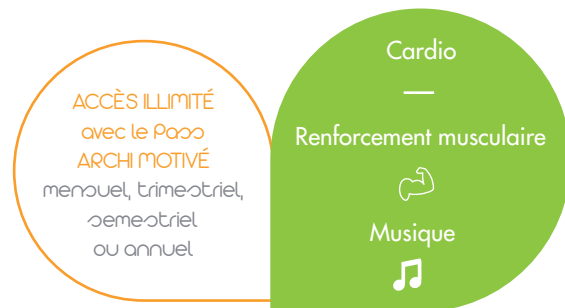 ACCÈS ILLIMITÉ
avec le Pass
ARCHI MOTIVÉ
mensuel, trimestriel,
semestriel
ou annuel
Cardio
Renforcement musculaire
Musique